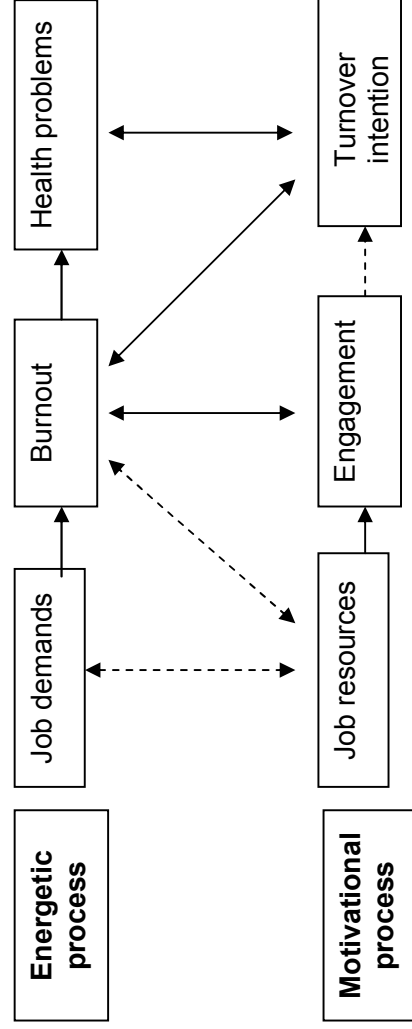 Energetic
process
Job demands
Burnout
Health problems
Motivational
process
Job resources
Engagement
Turnover
intention